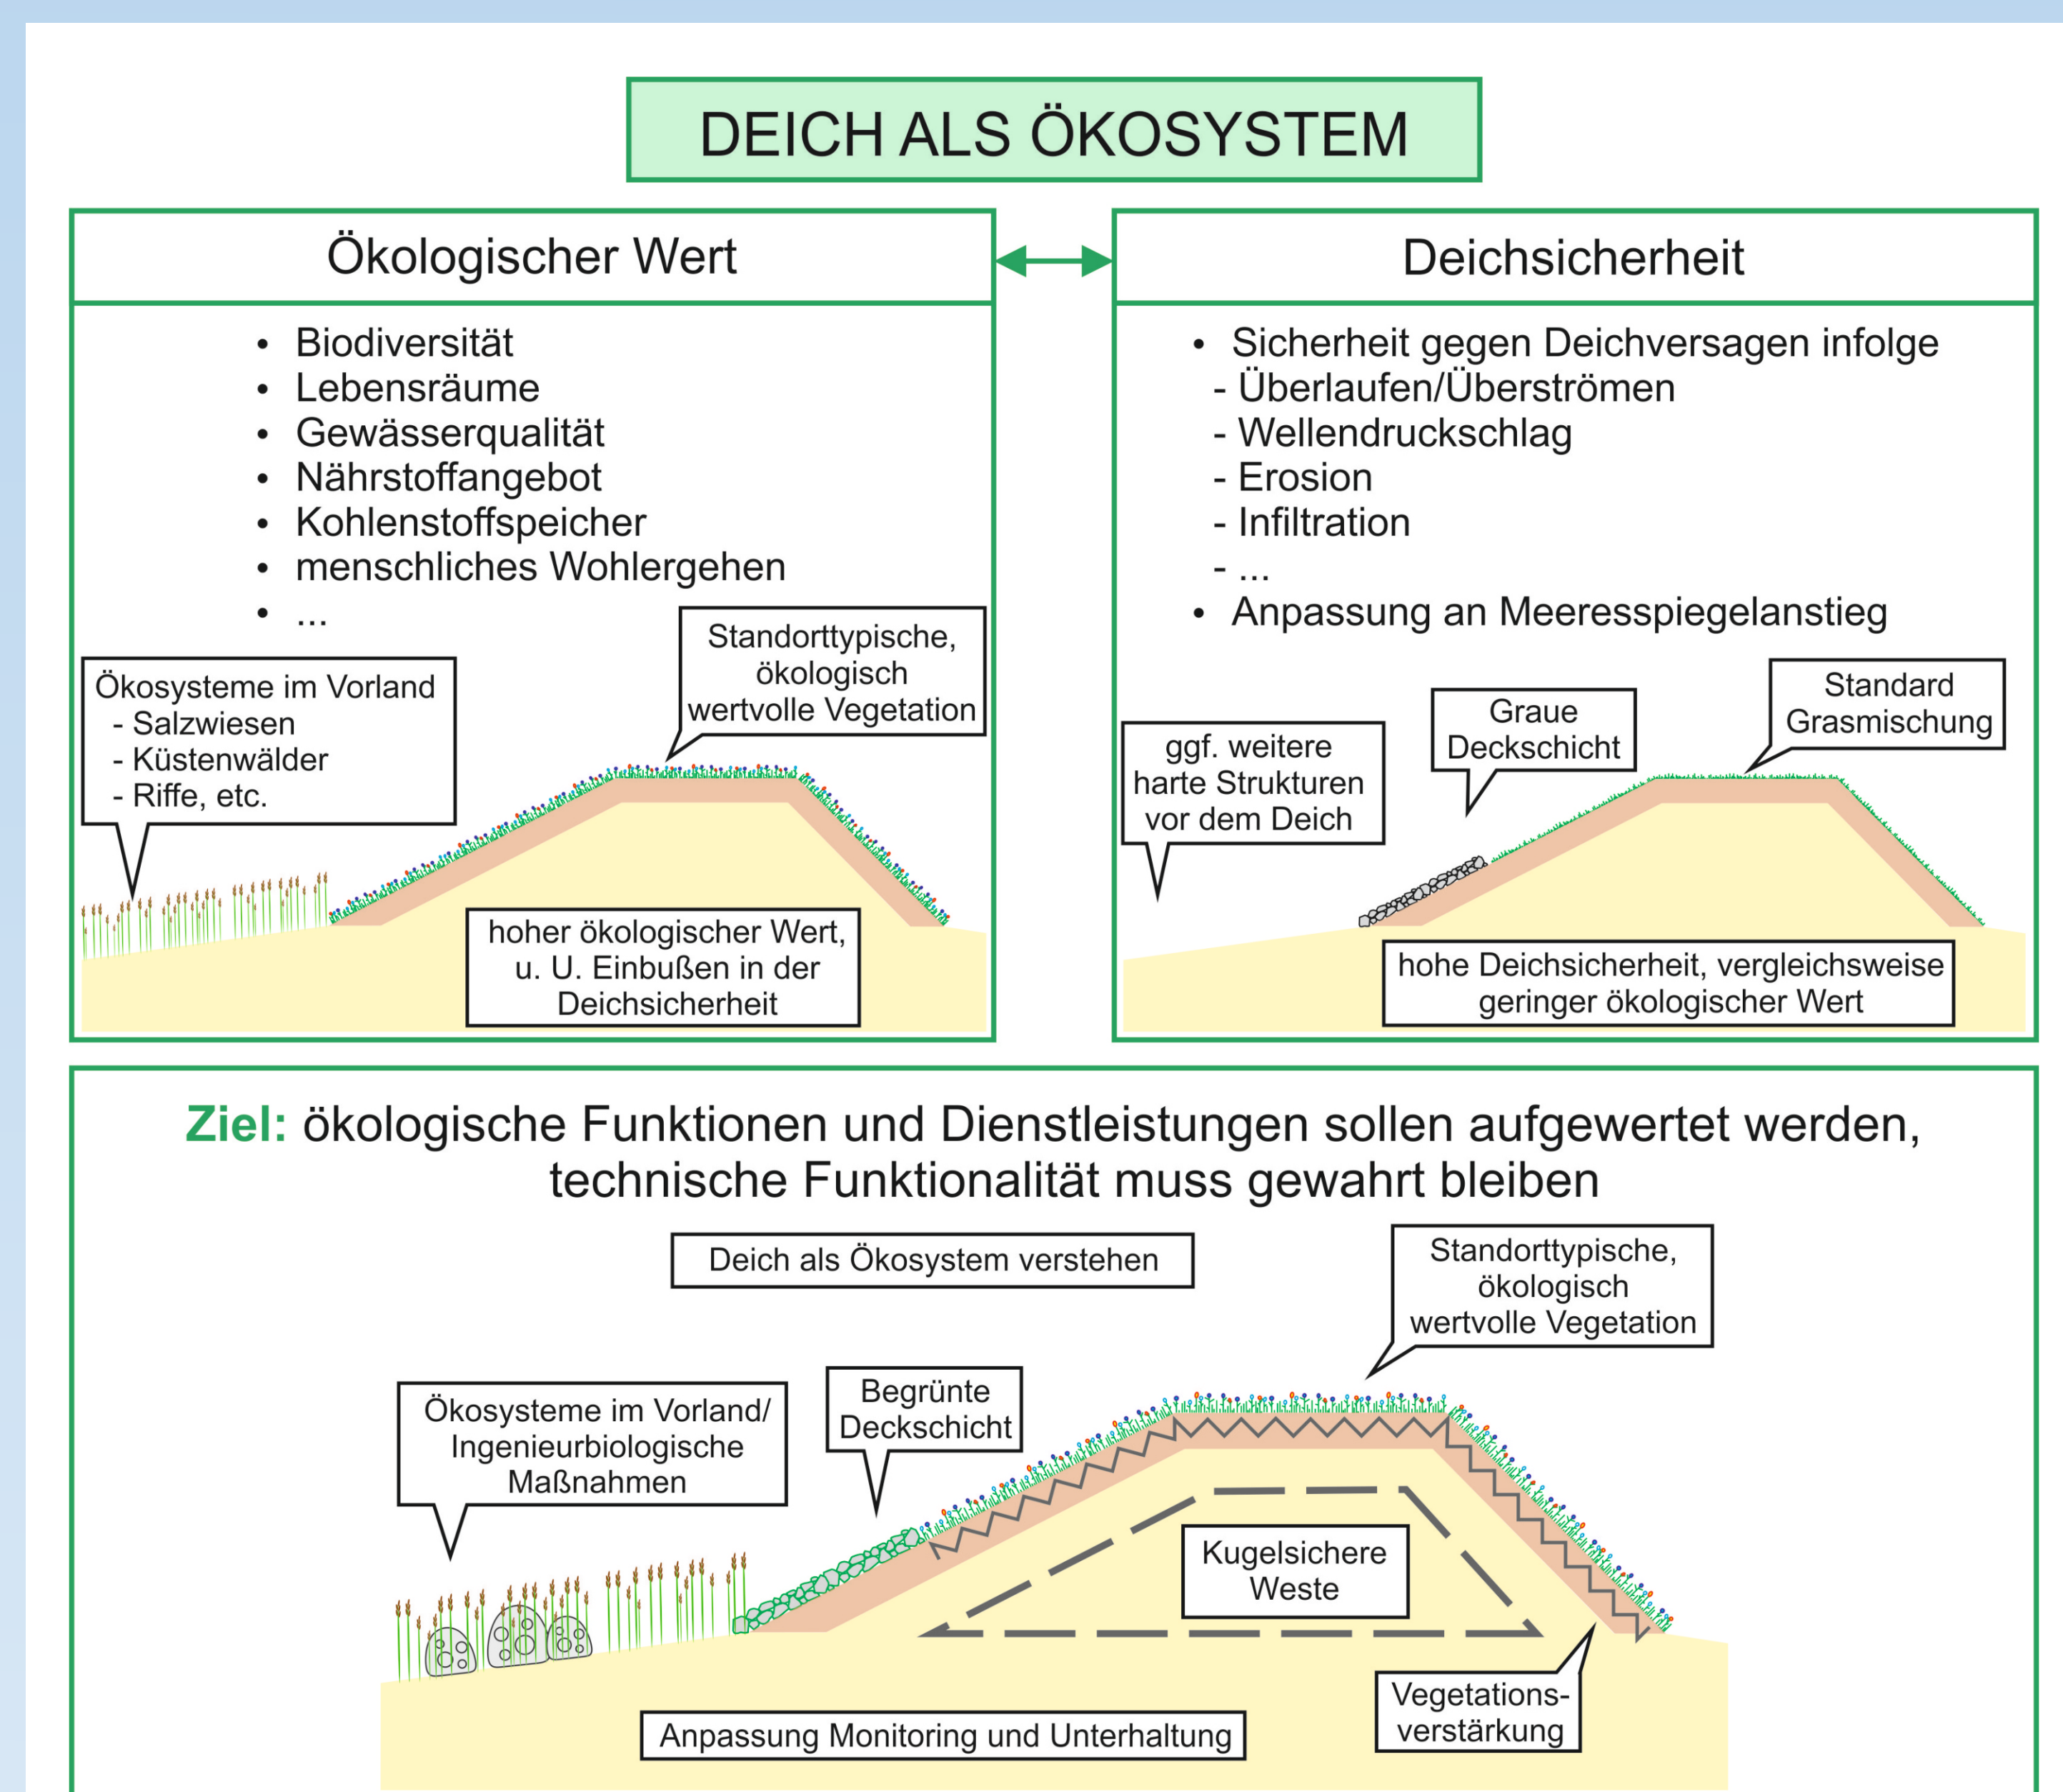 DEICH ALS ÖKOSYSTEM
Ökologischer Wert
• Biodiversität
• Lebensräume
• Gewässerqualität
• Nährstoffangebot
• Kohlenstoffspeicher
• menschliches Wohlergehen
• ...
Standorttypische,
ökologisch
wertvolle Vegetation
Ökosysteme im Vorland
- Salzwiesen
- Küstenwälder
- Riffe, etc.
hoher ökologischer Wert,
u. U. Einbußen in der
Deichsicherheit
Deichsicherheit
• Sicherheit gegen Deichversagen infolge
- Überlaufen/Überströmen
- Wellendruckschlag
- Erosion
- Infiltration
- ...
• Anpassung an Meeresspiegelanstieg
ggf. weitere
harte Strukturen
vor dem Deich
Graue
Deckschicht
Standard
Grasmischung
hohe Deichsicherheit, vergleichsweise
geringer ökologischer Wert
Ziel: ökologische Funktionen und Dienstleistungen sollen aufgewertet werden,
technische Funktionalität muss gewahrt bleiben
Deich als Ökosystem verstehen
Standorttypische,
ökologisch
wertvolle Vegetation
Ökosysteme im Vorland/
Ingenieurbiologische
Maßnahmen
Begrünte
Deckschicht
Kugelsichere
Weste
Vegetations-
verstärkung
Anpassung Monitoring und Unterhaltung